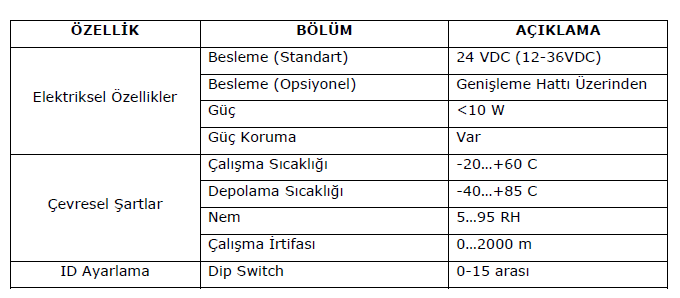 ÖZELLİK BÖLÜM AÇIKLAMA
Elektriksel Özellikler
Besleme (Standart) 24 VDC (12-36VDC)
Besleme (Opsiyonel) Genişleme Hattı Üzerinden
Güç <10 W
Güç Koruma Var
Çevresel Şartlar
Çalışma Sıcaklığı -20…+60 C
Depolama Sıcaklığı -40…+85 C
Nem 5…95 RH
Çalışma İrtifası 0…2000 m
ID Ayarlama Dip Switch 0-15 arası